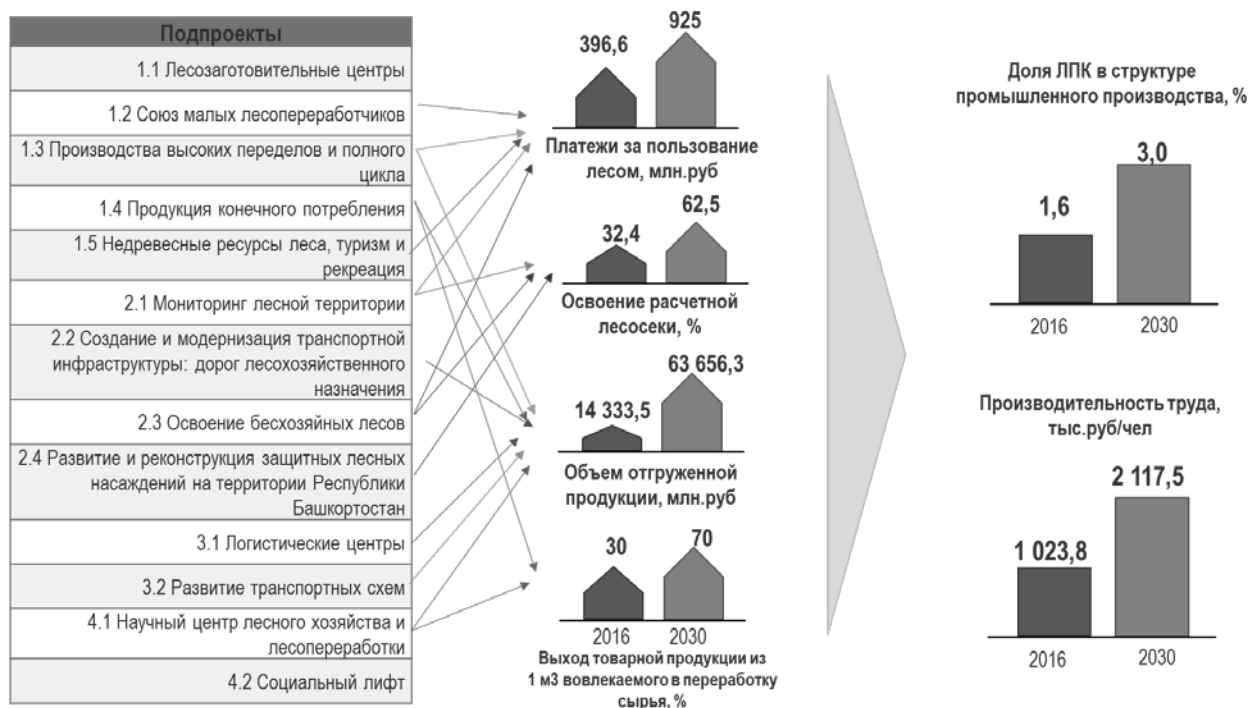 Подпроекты
1.1 Лесозаготовительные центры
1.2 Союз малых лесопереработчиков
1.3 Производства высоких переделов и полного
цикла
1.4 Продукция конечного потребления
1.5 Недревесные ресурсы леса, туризм и
рекреация
2.1 Мониторинг лесной территории
2.2 Создание и модернизация транспортной
инфраструктуры: дорог лесохозяйственного
назначения
2.3 Освоение бесхозяйных лесов
2.4 Развитие и реконструкция защитных лесных
насаждений на территории Республики
Башкортостан
3.1 Логистические центры
3.2 Развитие транспортных схем
4.1 Научный центр лесного хозяйства и
лесопереработки
4.2 Социальный лифт
396,6
925
Платежи за пользование
лесом, млн.руб
32,4
62,5
Освоение расчетной
лесосеки, %
14 333,5
63 656,3
Объем отгруженной
продукции, млн.руб
30
70
2016
2030
Выход товарной продукции из
1 м3 вовлекаемого в переработку
сырья, %
Доля ЛПК в структуре
промышленного производства, %
1,6
3,0
2016
2030
Производительность труда,
тыс.руб/чел
1 023,8
2 117,5
2016
2030